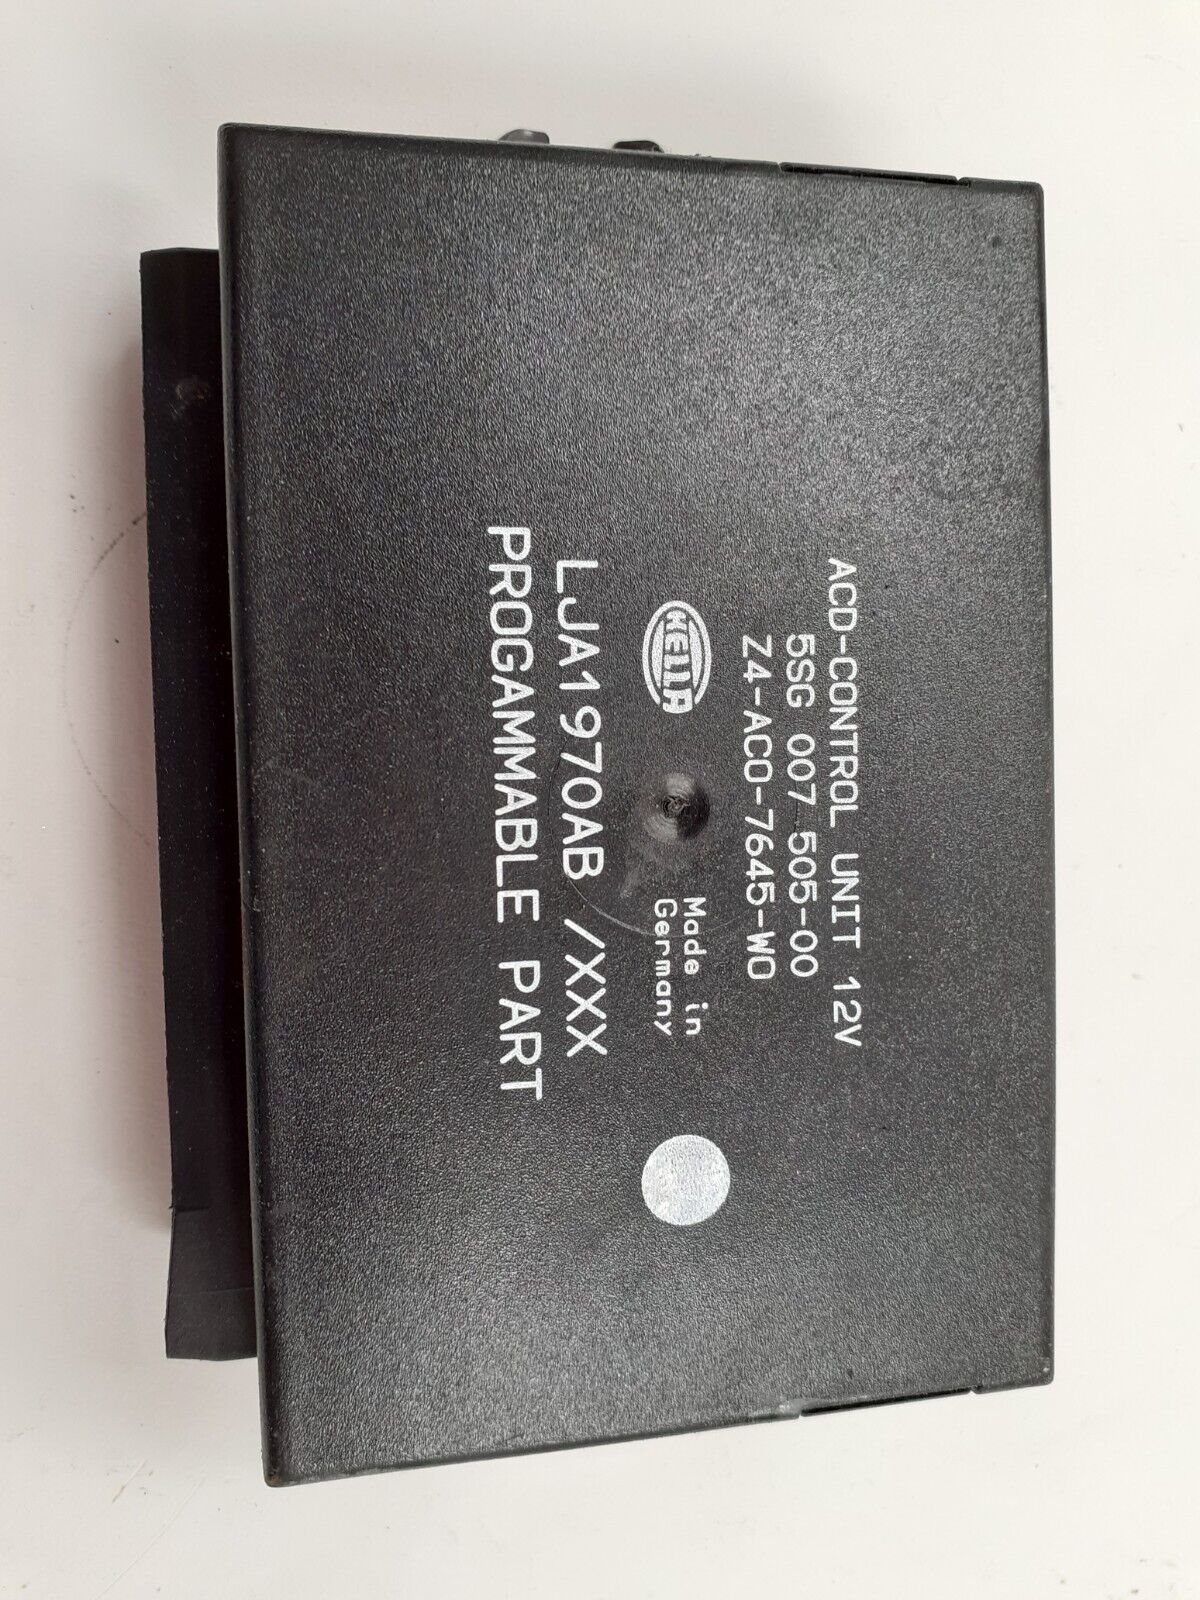 ACD-CONTROL UNIT 12V
5SG 007 505-00
Z4-ACO-7645-WO
HELLA
Made in
Germany
LJA1970AB /XXX
PROGAMMABLE PART